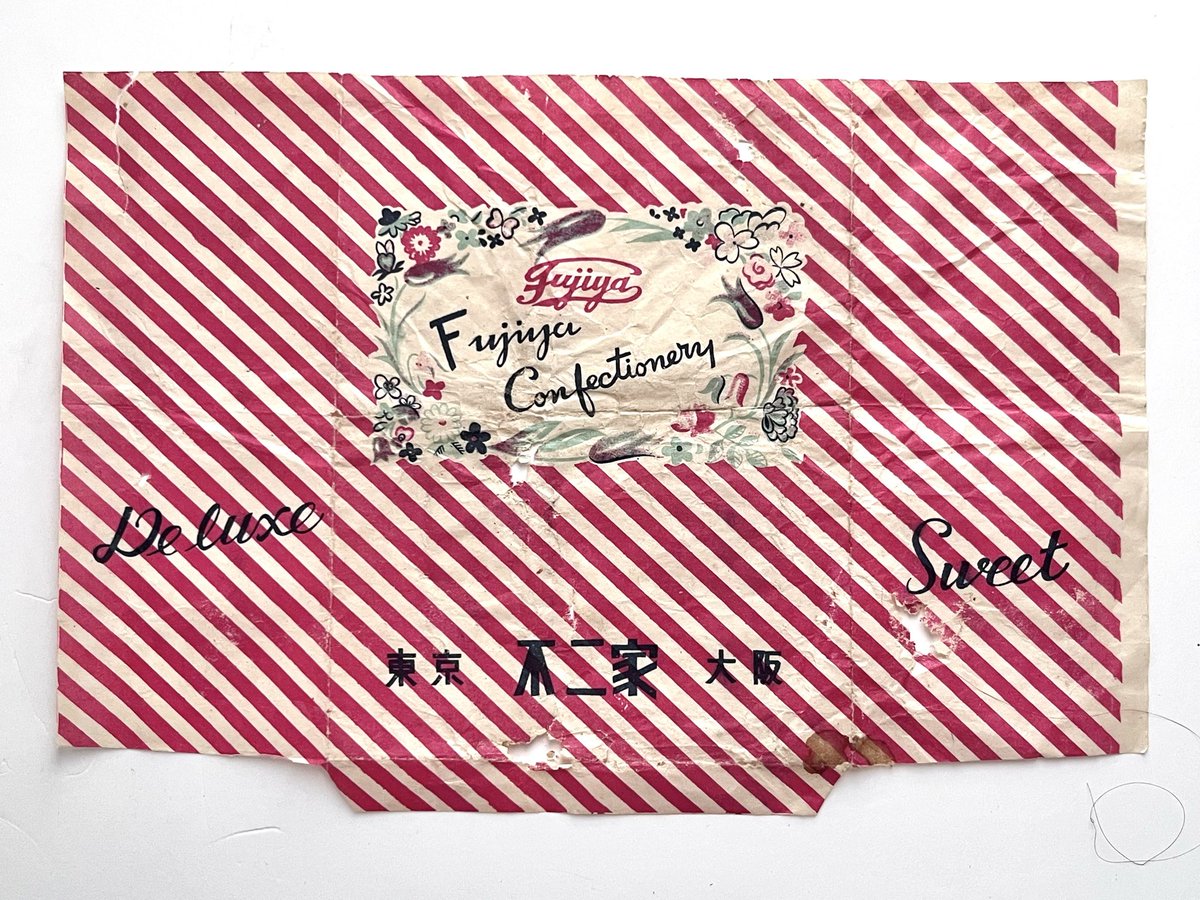 Fujiya
Fujiya
Confectionery
De luxe
Sweet
東京 不二家 大阪